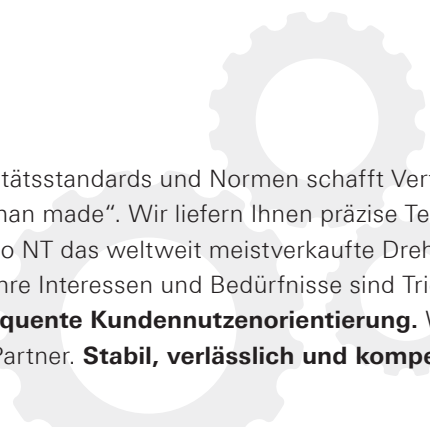 tätsstandards und Normen schafft Vert
nan made“. Wir liefern Ihnen präzise Te
o NT das weltweit meistverkaufte Dreh
hre Interessen und Bedürfnisse sind Tri
quente Kundennutzenorientierung. W
Partner. Stabil, verlässlich und kompe